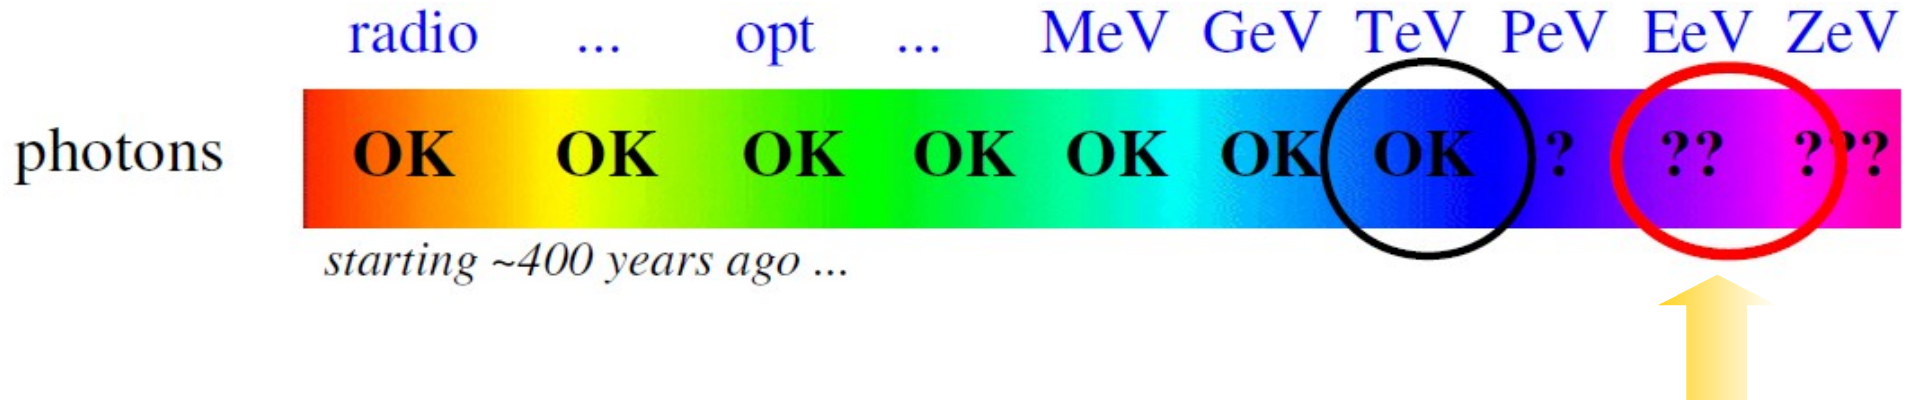 radio ... opt ... MeV GeV TeV PeV EeV ZeV
photons OK OK OK OK OK OK OK ? ?? ???
starting ~400 years ago ...